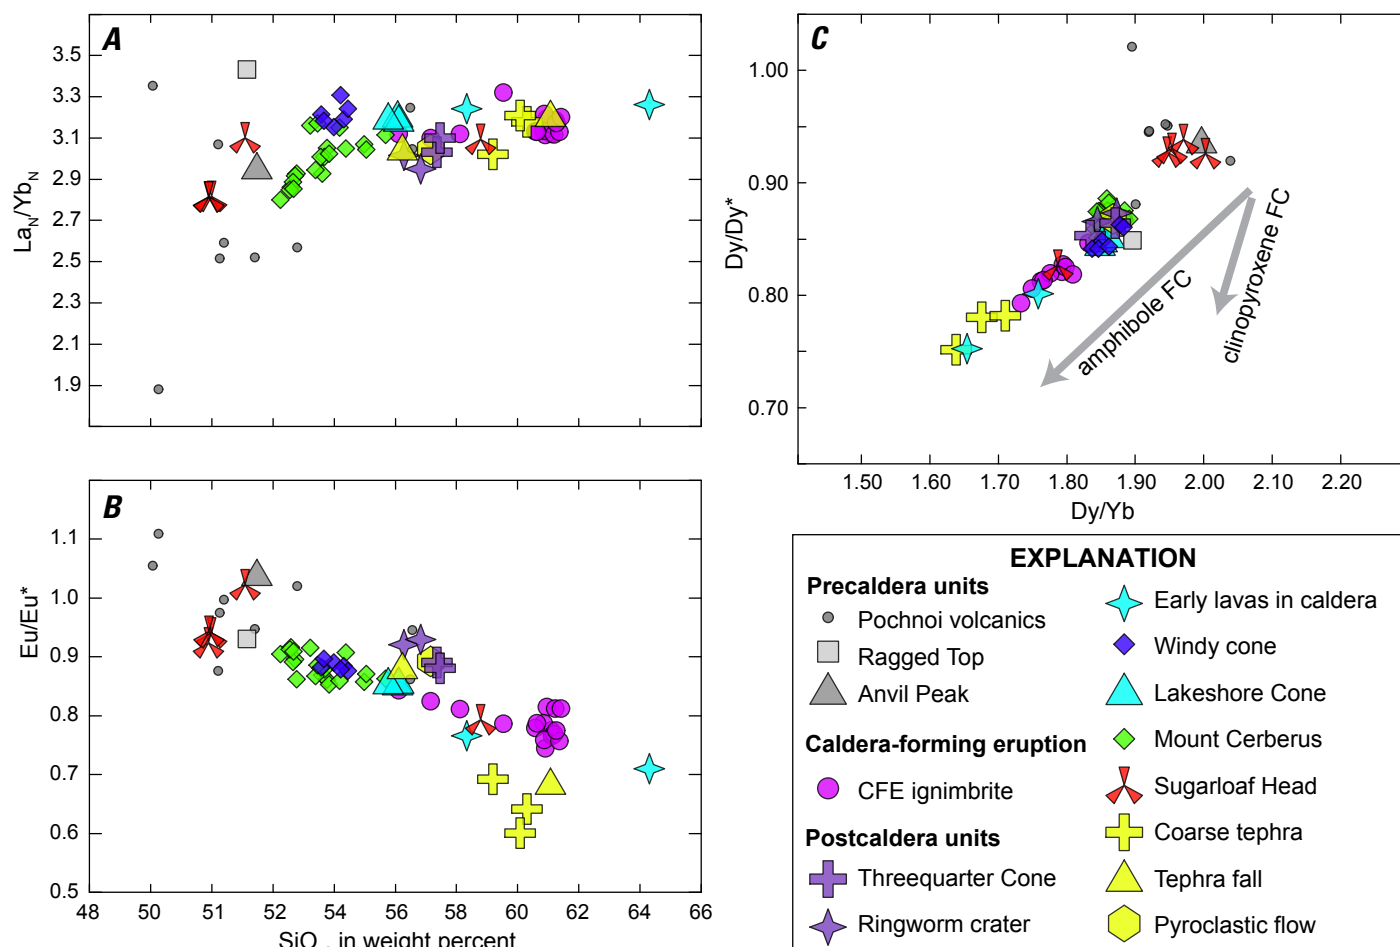 A
3.5
3.3
3.1
2.9
2.7
2.5
2.3
2.1
1.9
LaN/YbN
B
1.1
1.0
0.9
0.8
0.7
0.6
0.5
Eu/Eu*
48 50 51 52 54 56 58 60 62 64 66
SiO , in weight percent
C
1.00
0.90
0.80
0.70
Dy/Dy*
amphibole FC
clinopyroxene FC
1.50 1.60 1.70 1.80 1.90 2.00 2.10 2.20
Dy/Yb
EXPLANATION
Precaldera units
Pochnoi volcanics
Ragged Top
Anvil Peak
Caldera-forming eruption
CFE ignimbrite
Postcaldera units
Threequarter Cone
Ringworm crater
Early lavas in caldera
Windy cone
Lakeshore Cone
Mount Cerberus
Sugarloaf Head
Coarse tephra
Tephra fall
Pyroclastic flow